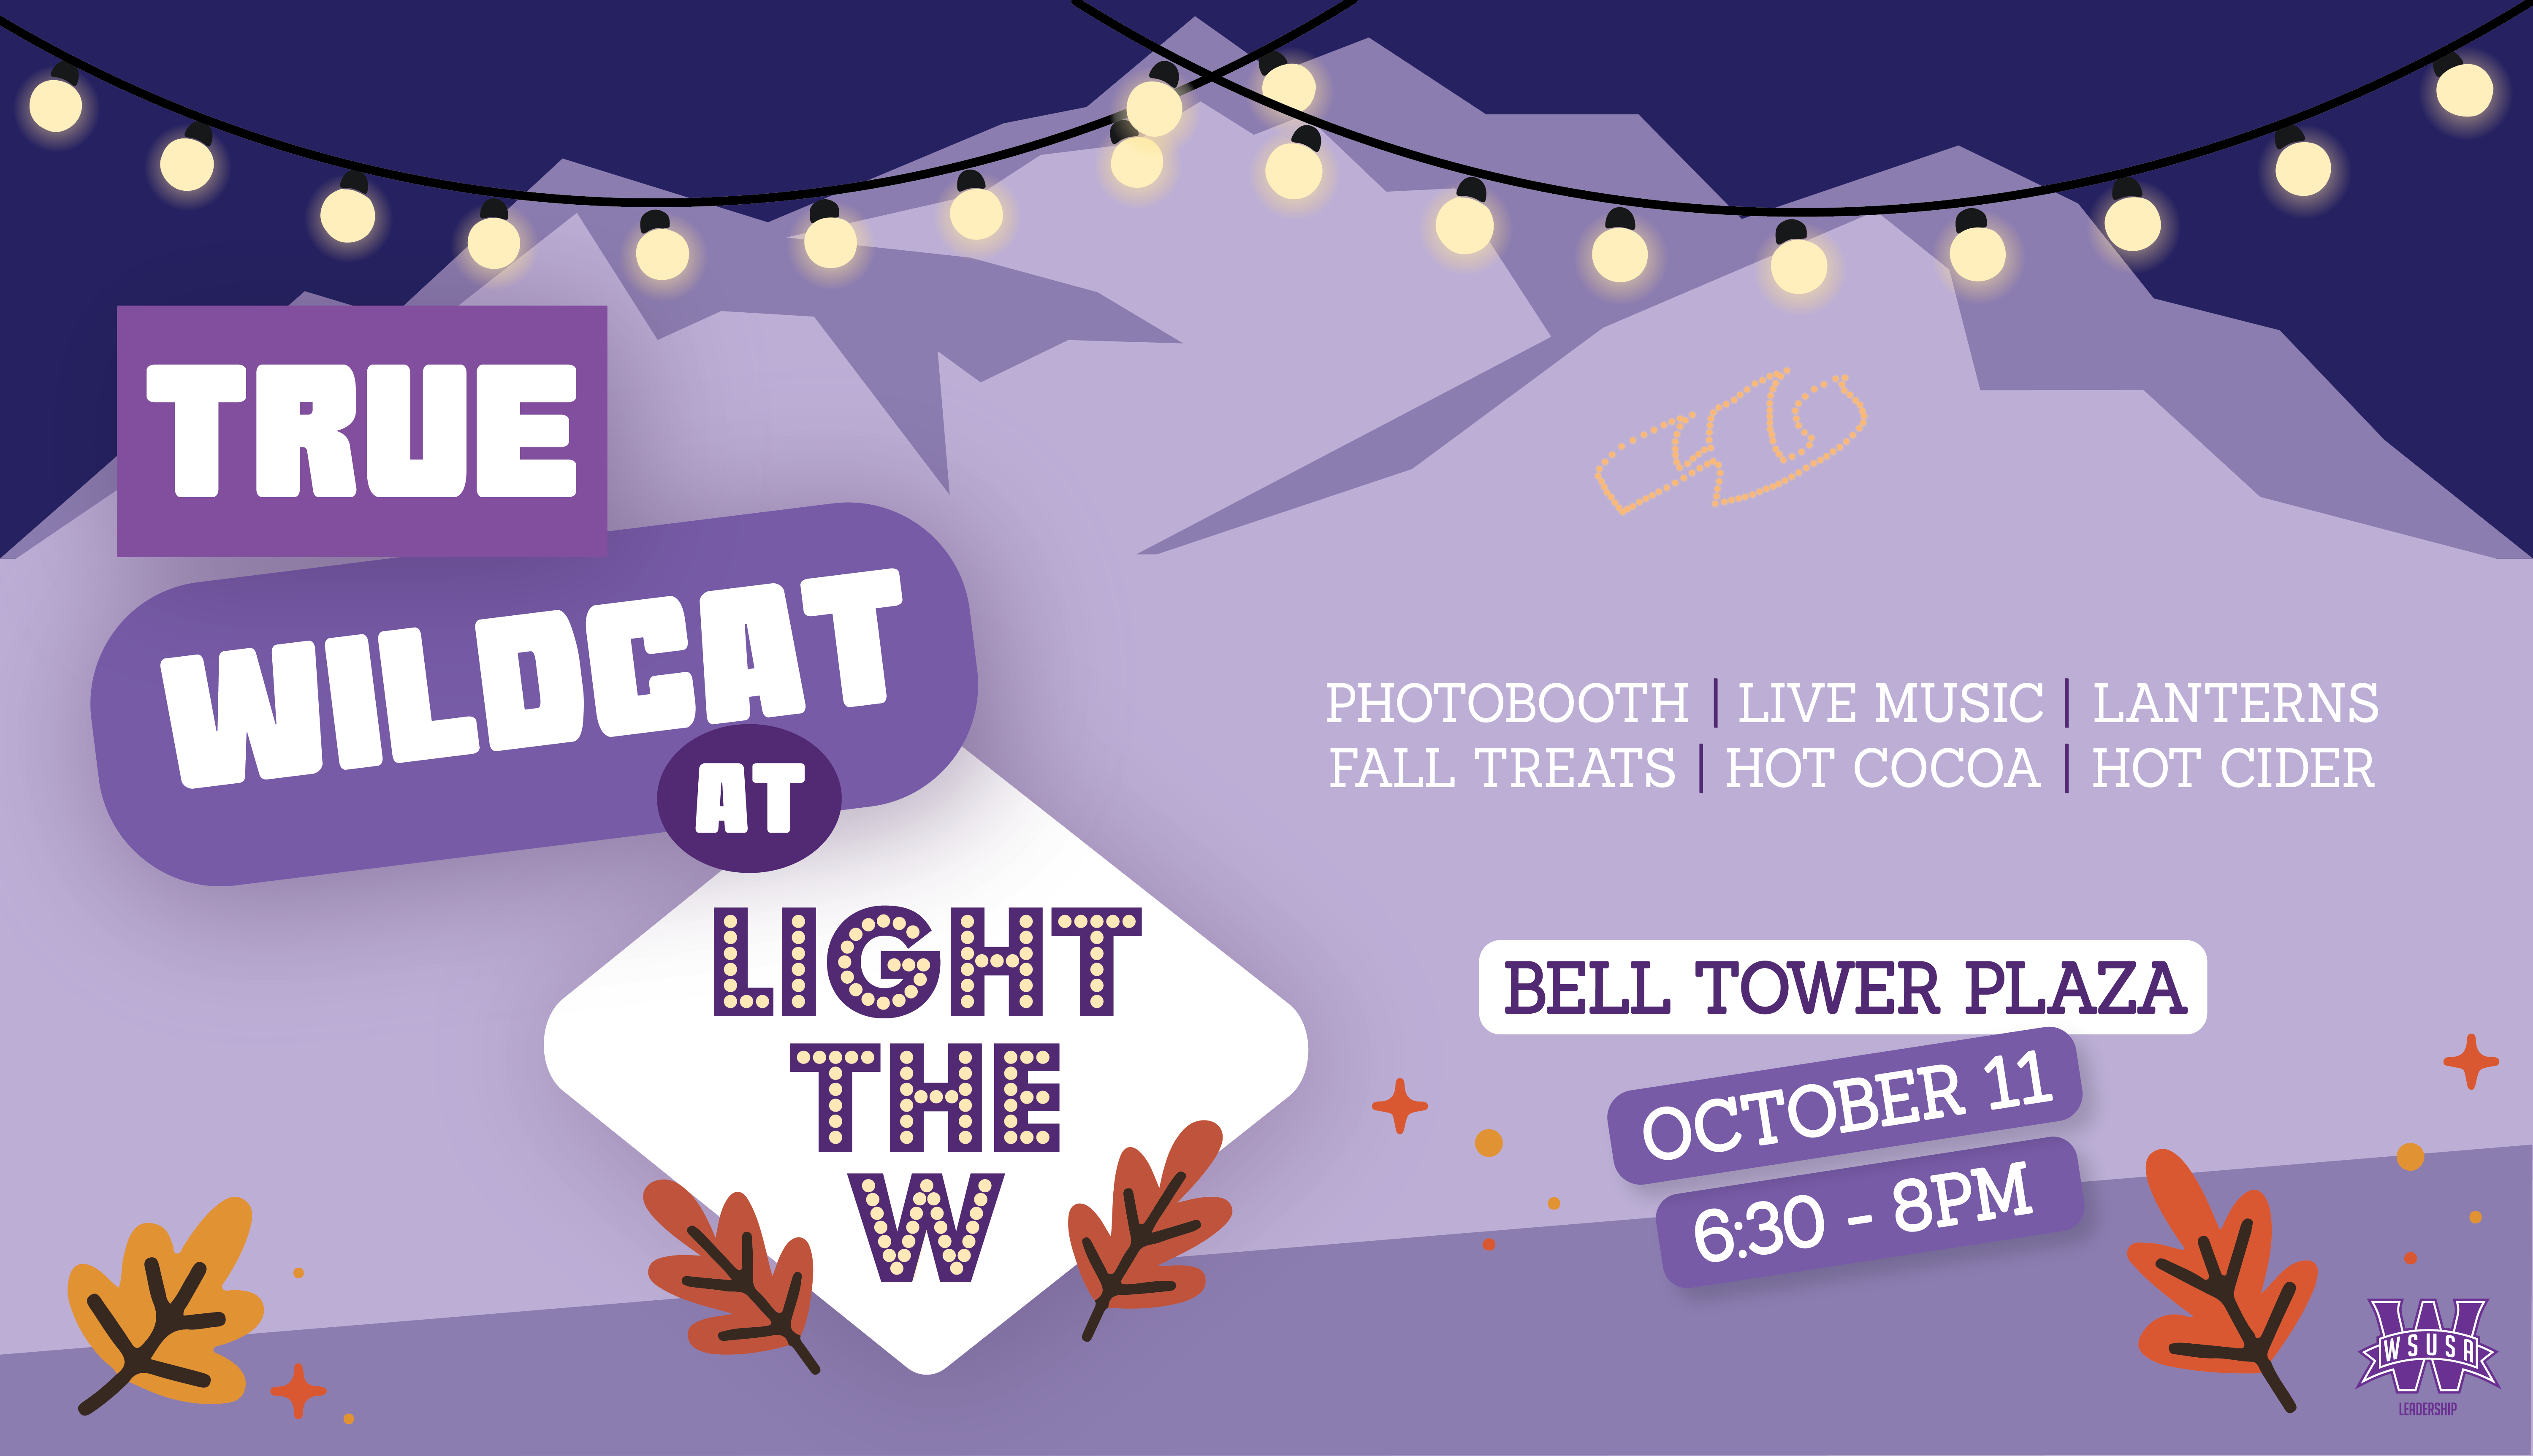 TRUE
WILDCAT
AT
LIGHT
THE
W
PHOTOBOOTH | LIVE MUSIC | LANTERNS
FALL TREATS | HOT COCOA | HOT CIDER
BELL TOWER PLAZA
OCTOBER 11
6:30 - 8PM
WSUSA
LEADERSHIP